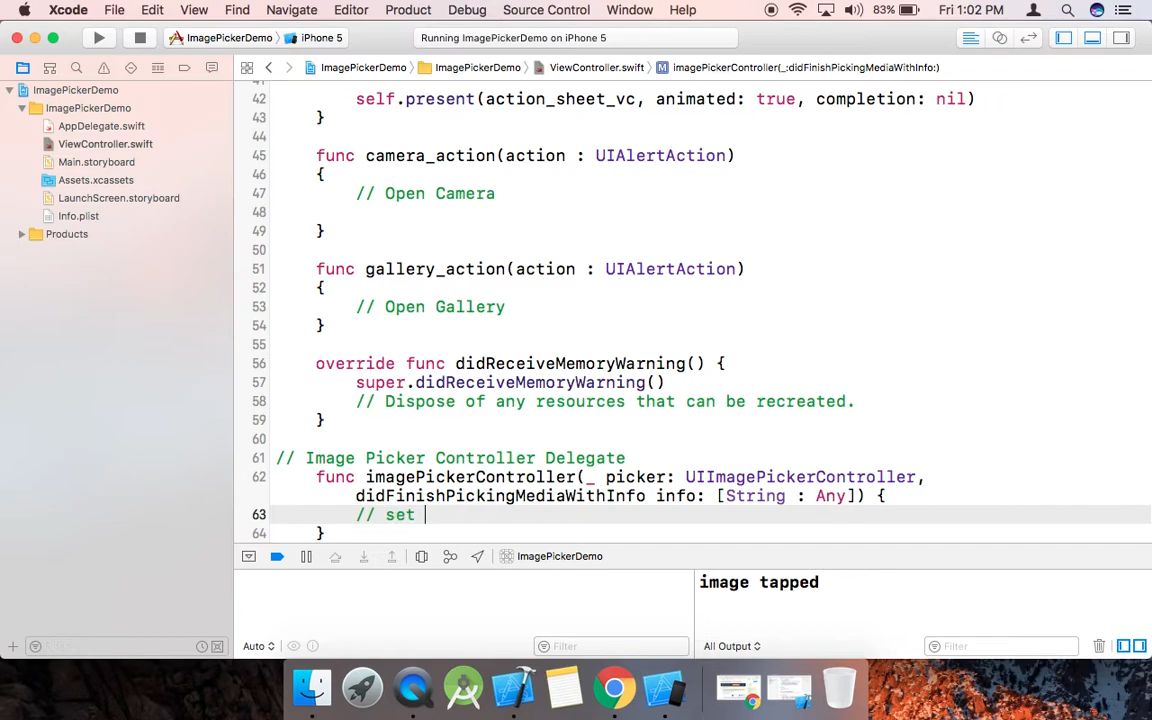 Xcode File Edit View Find Navigate Editor Product Debug Source Control Window Help 83% Fri 1:02 PM
ImagePickerDemo iPhone 5 Running ImagePickerDemo on iPhone 5
ImagePickerDemo ImagePickerDemo ViewController.swift M imagePickerController(_:didFinishPickingMediaWithInfo:)
ImagePickerDemo
ImagePickerDemo
AppDelegate.swift
ViewController.swift
Main.storyboard
Assets.xcassets
LaunchScreen.storyboard
Info.plist
Products
41
42 self.present(action_sheet_vc, animated: true, completion: nil)
43 }
44
45 func camera_action(action : UIAlertAction)
46 {
47 // Open Camera
48
49 }
50
51 func gallery_action(action : UIAlertAction)
52 {
53 // Open Gallery
54 }
55
56 override func didReceiveMemoryWarning() {
57 super.didReceiveMemoryWarning()
58 // Dispose of any resources that can be recreated.
59 }
60
61 // Image Picker Controller Delegate
62 func imagePickerController(_ picker: UIImagePickerController,
didFinishPickingMediaWithInfo info: [String : Any]) {
63 // set
64 }
ImagePickerDemo
image tapped
Auto Filter All Output Filter